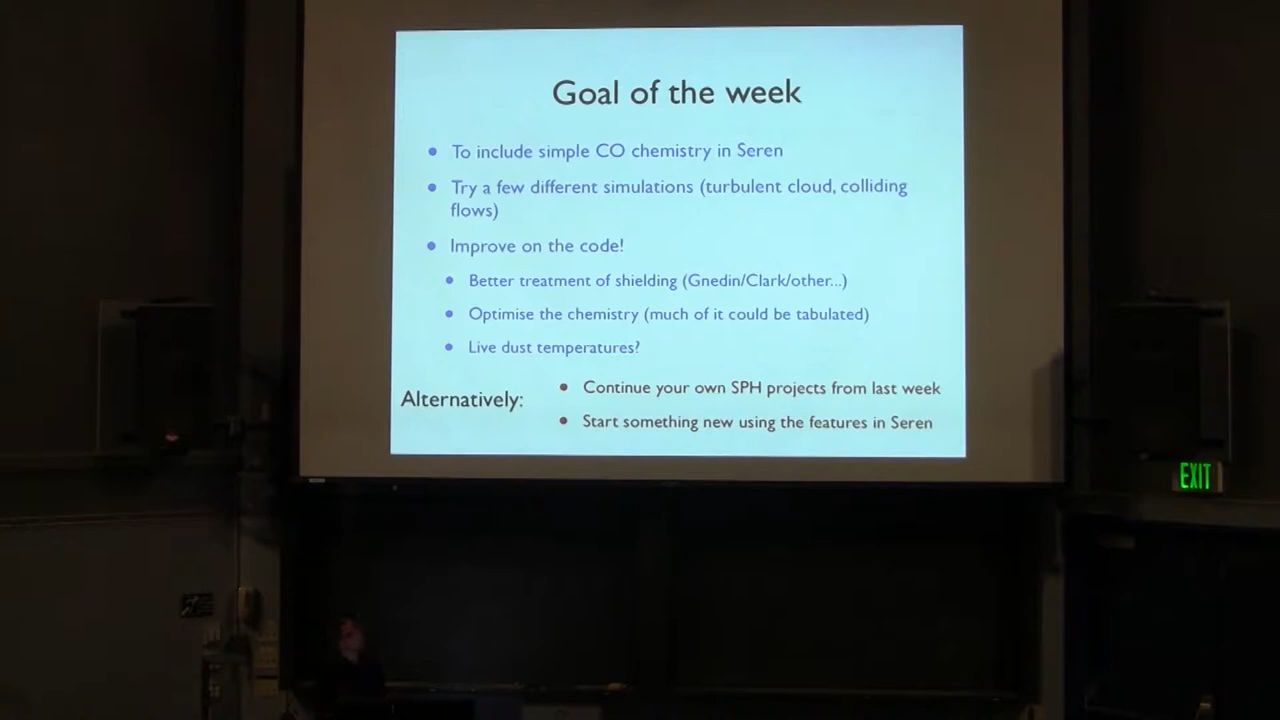 Goal of the week
• To include simple CO chemistry in Seren
• Try a few different simulations (turbulent cloud, colliding
flows)
• Improve on the code!
• Better treatment of shielding (Gnedin/Clark/other...)
• Optimise the chemistry (much of it could be tabulated)
• Live dust temperatures?
Alternatively:
• Continue your own SPH projects from last week
• Start something new using the features in Seren
EXIT